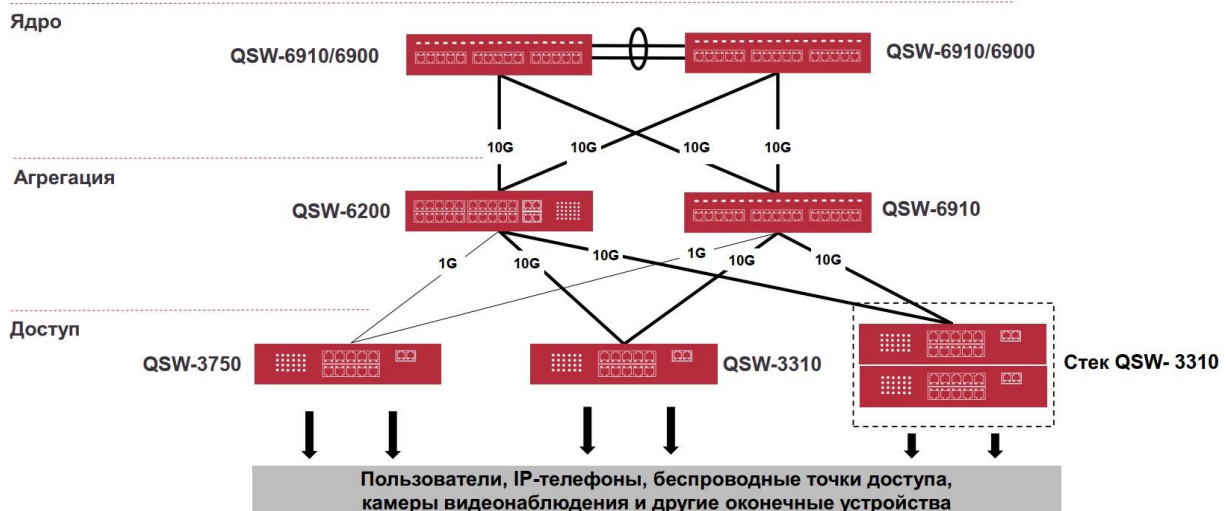 Ядро
QSW-6910/6900
QSW-6910/6900
10G
10G
10G
10G
Агрегация
QSW-6200
QSW-6910
1G
10G
10G
1G
10G
10G
Доступ
QSW-3750
QSW-3310
Стек QSW- 3310
Пользователи, IP-телефоны, беспроводные точки доступа,
камеры видеонаблюдения и другие оконечные устройства